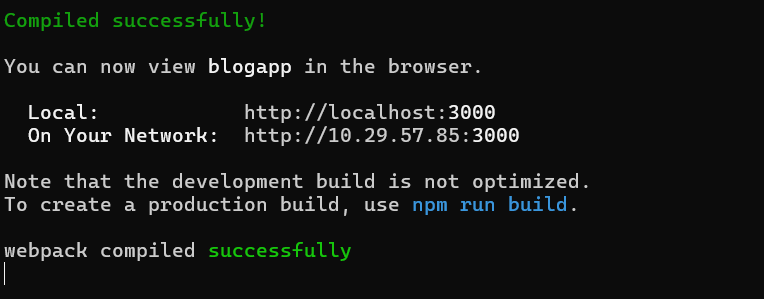 Compiled successfully!
You can now view blogapp in the browser.
Local: http://localhost:3000
On Your Network: http://10.29.57.85:3000
Note that the development build is not optimized.
To create a production build, use npm run build.
webpack compiled successfully